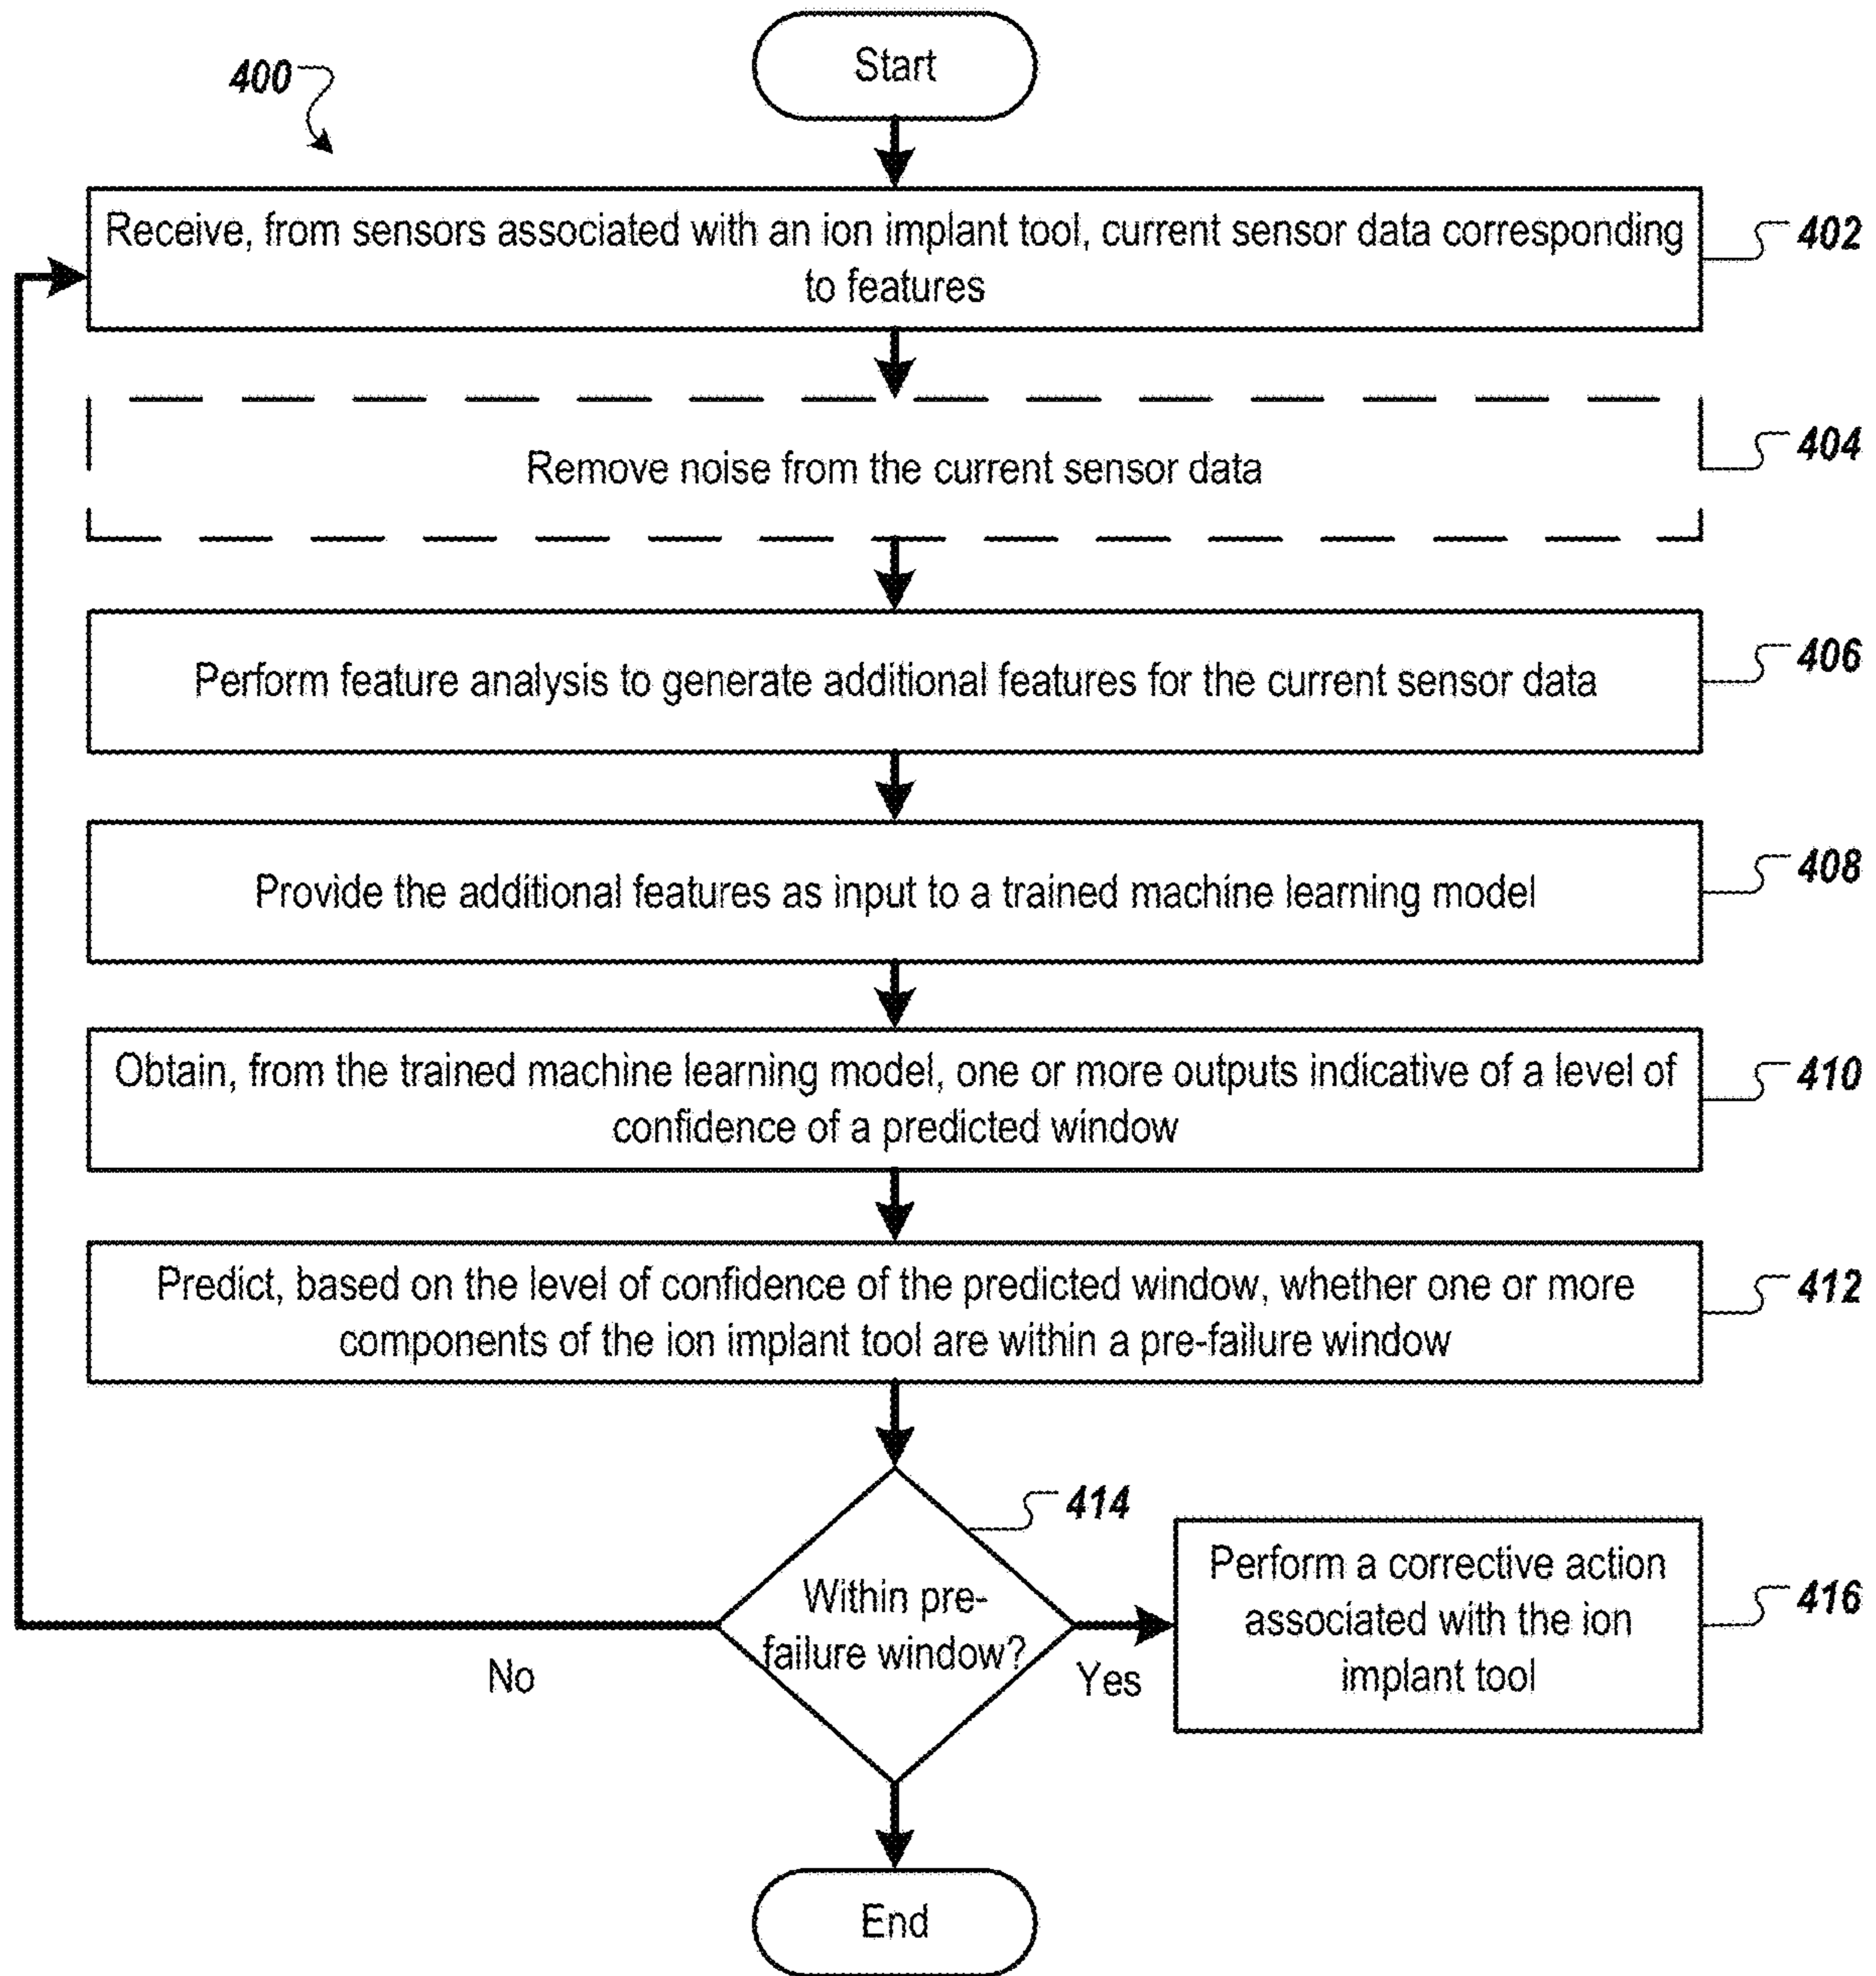 Start
400
Receive, from sensors associated with an ion implant tool, current sensor data corresponding
to features
402
Remove noise from the current sensor data
404
Perform feature analysis to generate additional features for the current sensor data
406
Provide the additional features as input to a trained machine learning model
408
Obtain, from the trained machine learning model, one or more outputs indicative of a level of
confidence of a predicted window
410
Predict, based on the level of confidence of the predicted window, whether one or more
components of the ion implant tool are within a pre-failure window
412
414
Within pre-
failure window?
No
Yes
Perform a corrective action
associated with the ion
implant tool
416
End